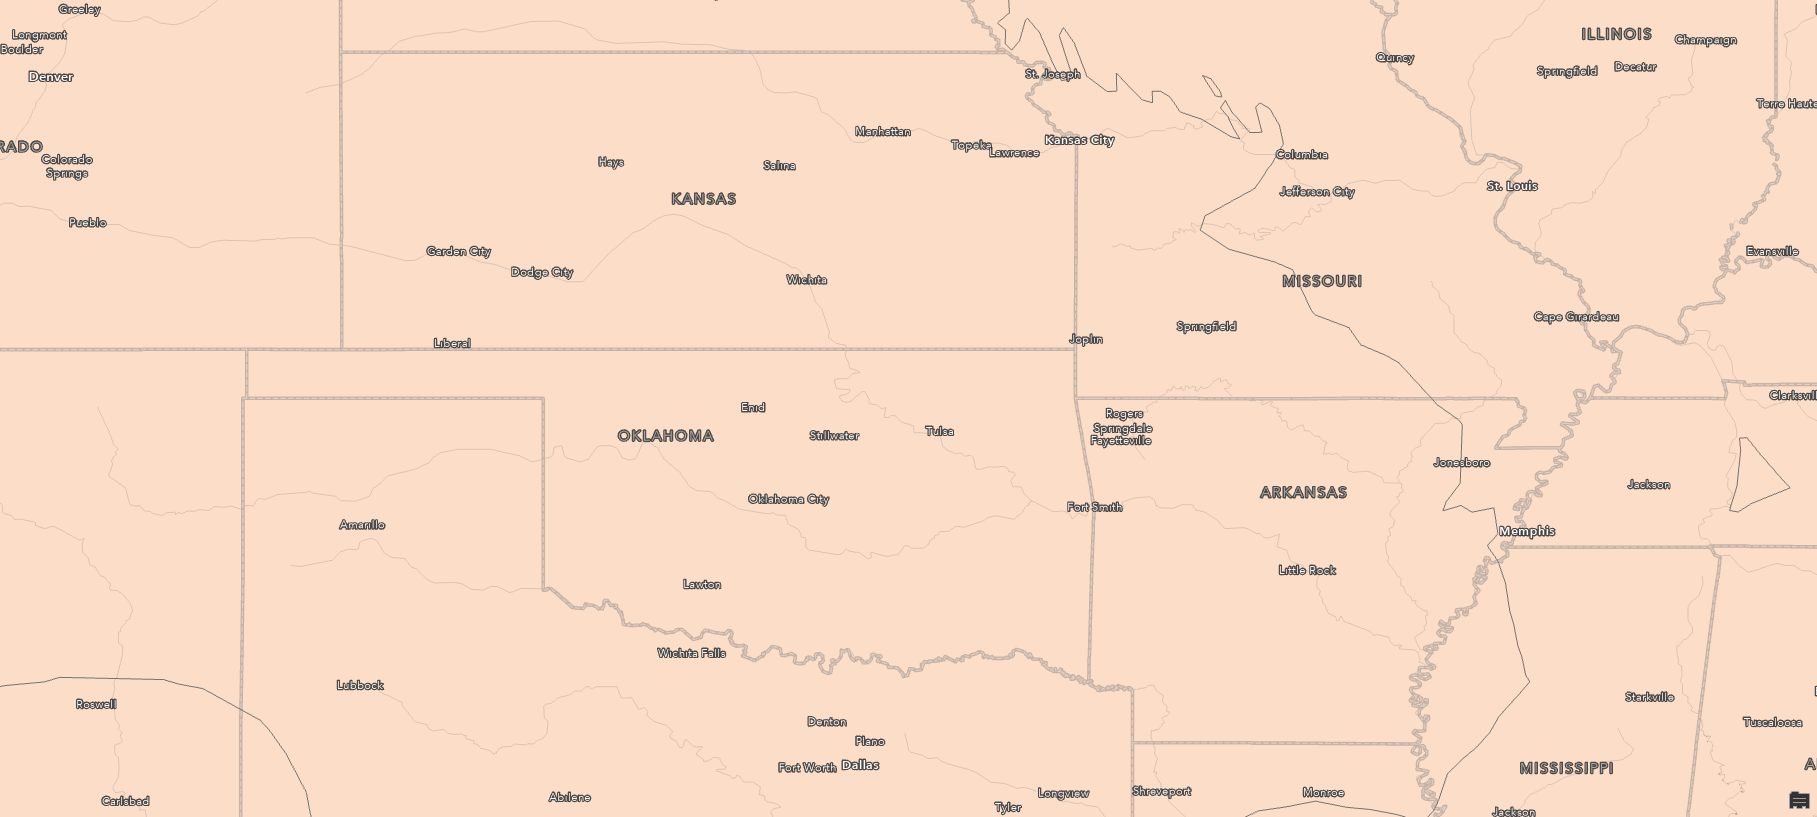 Greeley
Longmont
Boulder
Denver
RADO
Colorado
Springs
Pueblo
St. Joseph
Quincy
ILLINOIS
Champaign
Springfield
Decatur
Terre Haute
Manhattan
Topeka
Lawrence
Kansas City
Hays
Salina
KANSAS
Columbia
Jefferson City
St. Louis
Garden City
Dodge City
Wichita
MISSOURI
Evansville
Liberal
Joplin
Springfield
Cape Girardeau
Enid
OKLAHOMA
Stillwater
Tulsa
Rogers
Springdale
Fayetteville
Clarksvill
Jonesboro
Jackson
ARKANSAS
Amarillo
Oklahoma City
Fort Smith
Memphis
Lawton
Little Rock
Wichita Falls
Lubbock
Roswell
Starkville
Denton
Tuscaloosa
Plano
Fort Worth
Dallas
MISSISSIPPI
A
Carlsbad
Abilene
Tyler
Longview
Shreveport
Monroe
Jackson